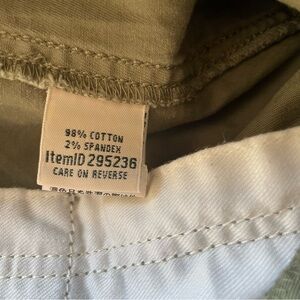 98% COTTON
2% SPANDEX
ItemID 295236
CARE ON REVERSE